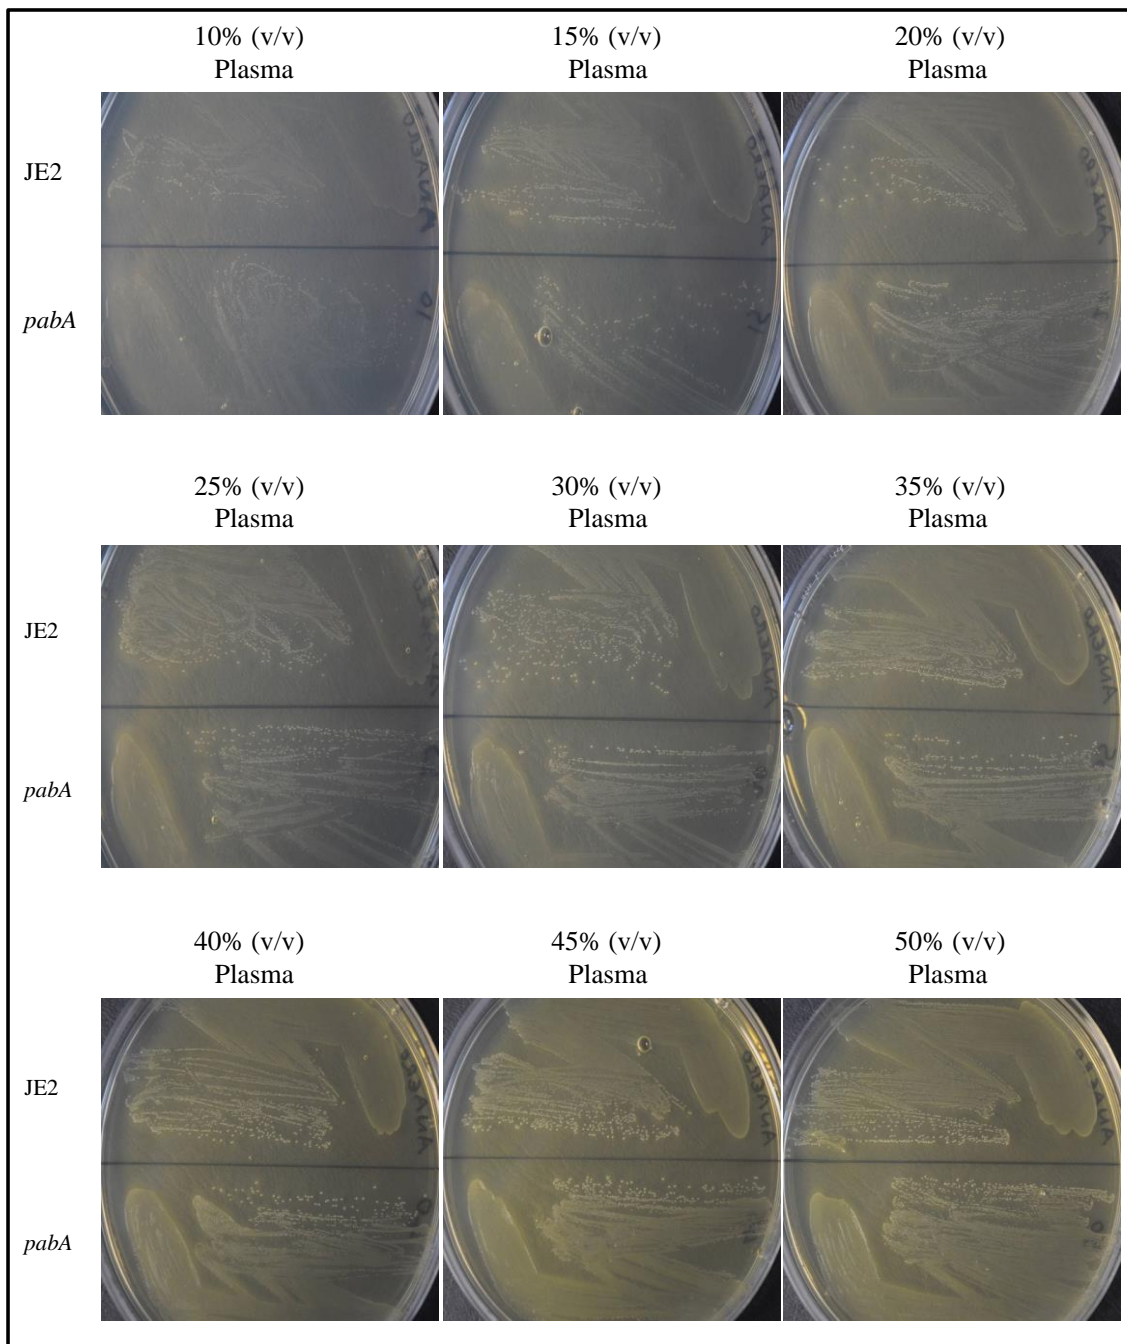 10% (v/v)
Plasma
15% (v/v)
Plasma
20% (v/v)
Plasma
JE2
pabA
25% (v/v)
Plasma
30% (v/v)
Plasma
35% (v/v)
Plasma
JE2
pabA
40% (v/v)
Plasma
45% (v/v)
Plasma
50% (v/v)
Plasma
JE2
pabA